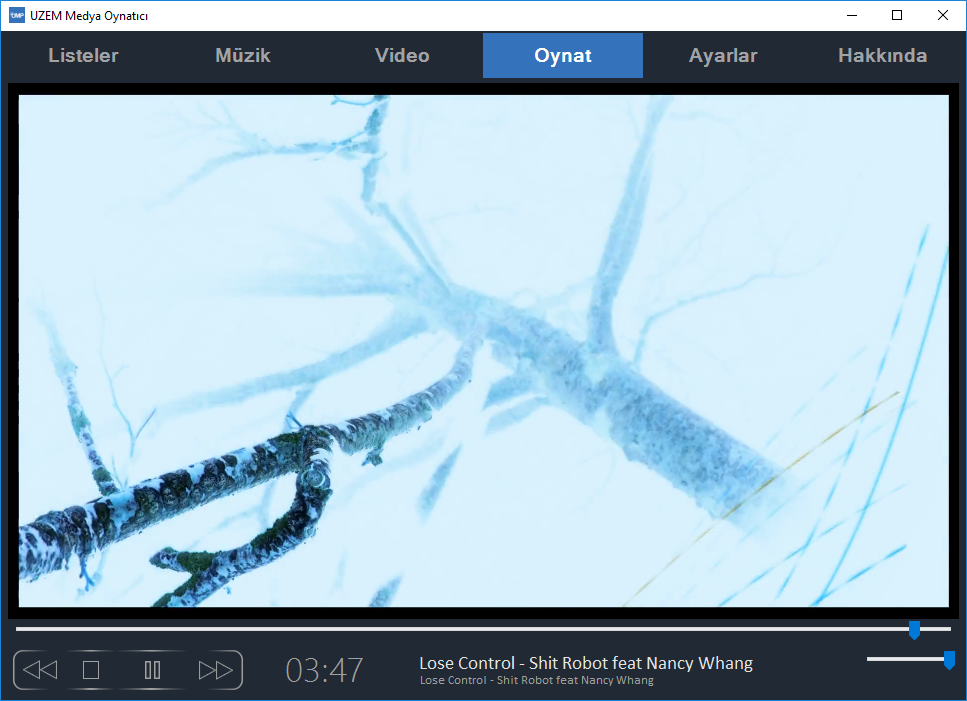 UMP UZEM Medya Oynatıcı
Listeler Müzik Video Oynat Ayarlar Hakkında
03:47
Lose Control - Shit Robot feat Nancy Whang
Lose Control - Shit Robot feat Nancy Whang